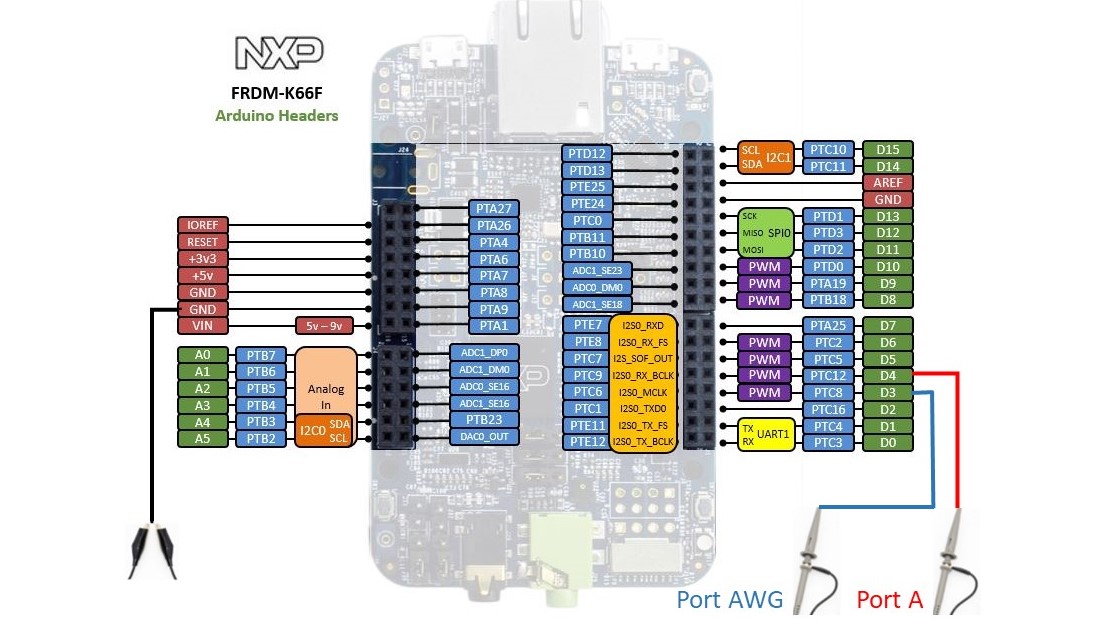 NXP
FRDM-K66F
Arduino Headers
J24
IOREF
RESET
+3v3
+5v
GND
GND
VIN
5v – 9v
A0 PTB7
A1 PTB6
A2 PTB5
A3 PTB4
A4 PTB3
A5 PTB2
Analog
In
I2C0 SDA
SCL
PTA27
PTA26
PTA4
PTA6
PTA7
PTA8
PTA9
PTA1
ADC1_DP0
ADC1_DM0
ADC0_SE16
ADC1_SE16
PTB23
DAC0_OUT
PTD12
PTD13
PTE25
PTE24
PTC0
PTB11
PTB10
ADC1_SE23
ADC0_DM0
ADC1_SE18
PTE7 I2S0_RXD
PTE8 I2S0_RX_FS
PTC7 I2S_SOF_OUT
PTC9 I2S0_RX_BCLK
PTC6 I2S0_MCLK
PTC1 I2S0_TXD0
PTE11 I2S0_TX_FS
PTE12 I2S0_TX_BCLK
SCL
SDA
I2C1
PTC10 D15
PTC11 D14
AREF
GND
SCK
MISO SPI0
MOSI
PTD1 D13
PTD3 D12
PTD2 D11
PWM PTD0 D10
PWM PTA19 D9
PWM PTB18 D8
PTA25 D7
PWM PTC2 D6
PWM PTC5 D5
PWM PTC12 D4
PWM PTC8 D3
PTC16 D2
TX
RX
UART1
PTC4 D1
PTC3 D0
Port AWG
Port A